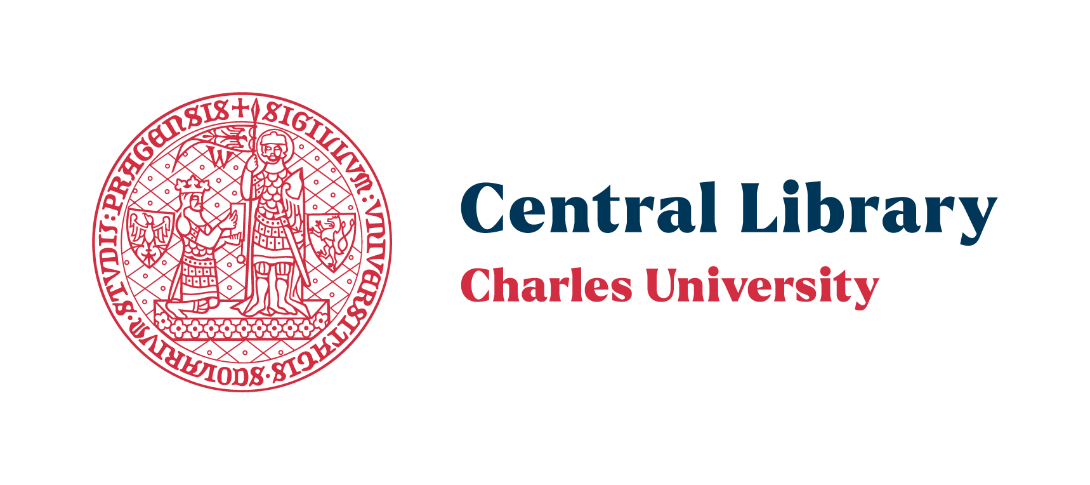 + SIGILLVM : VNIVERSITATIS · SCOLARIVM · STVDII : PRAGENSIS
W
Central Library
Charles University